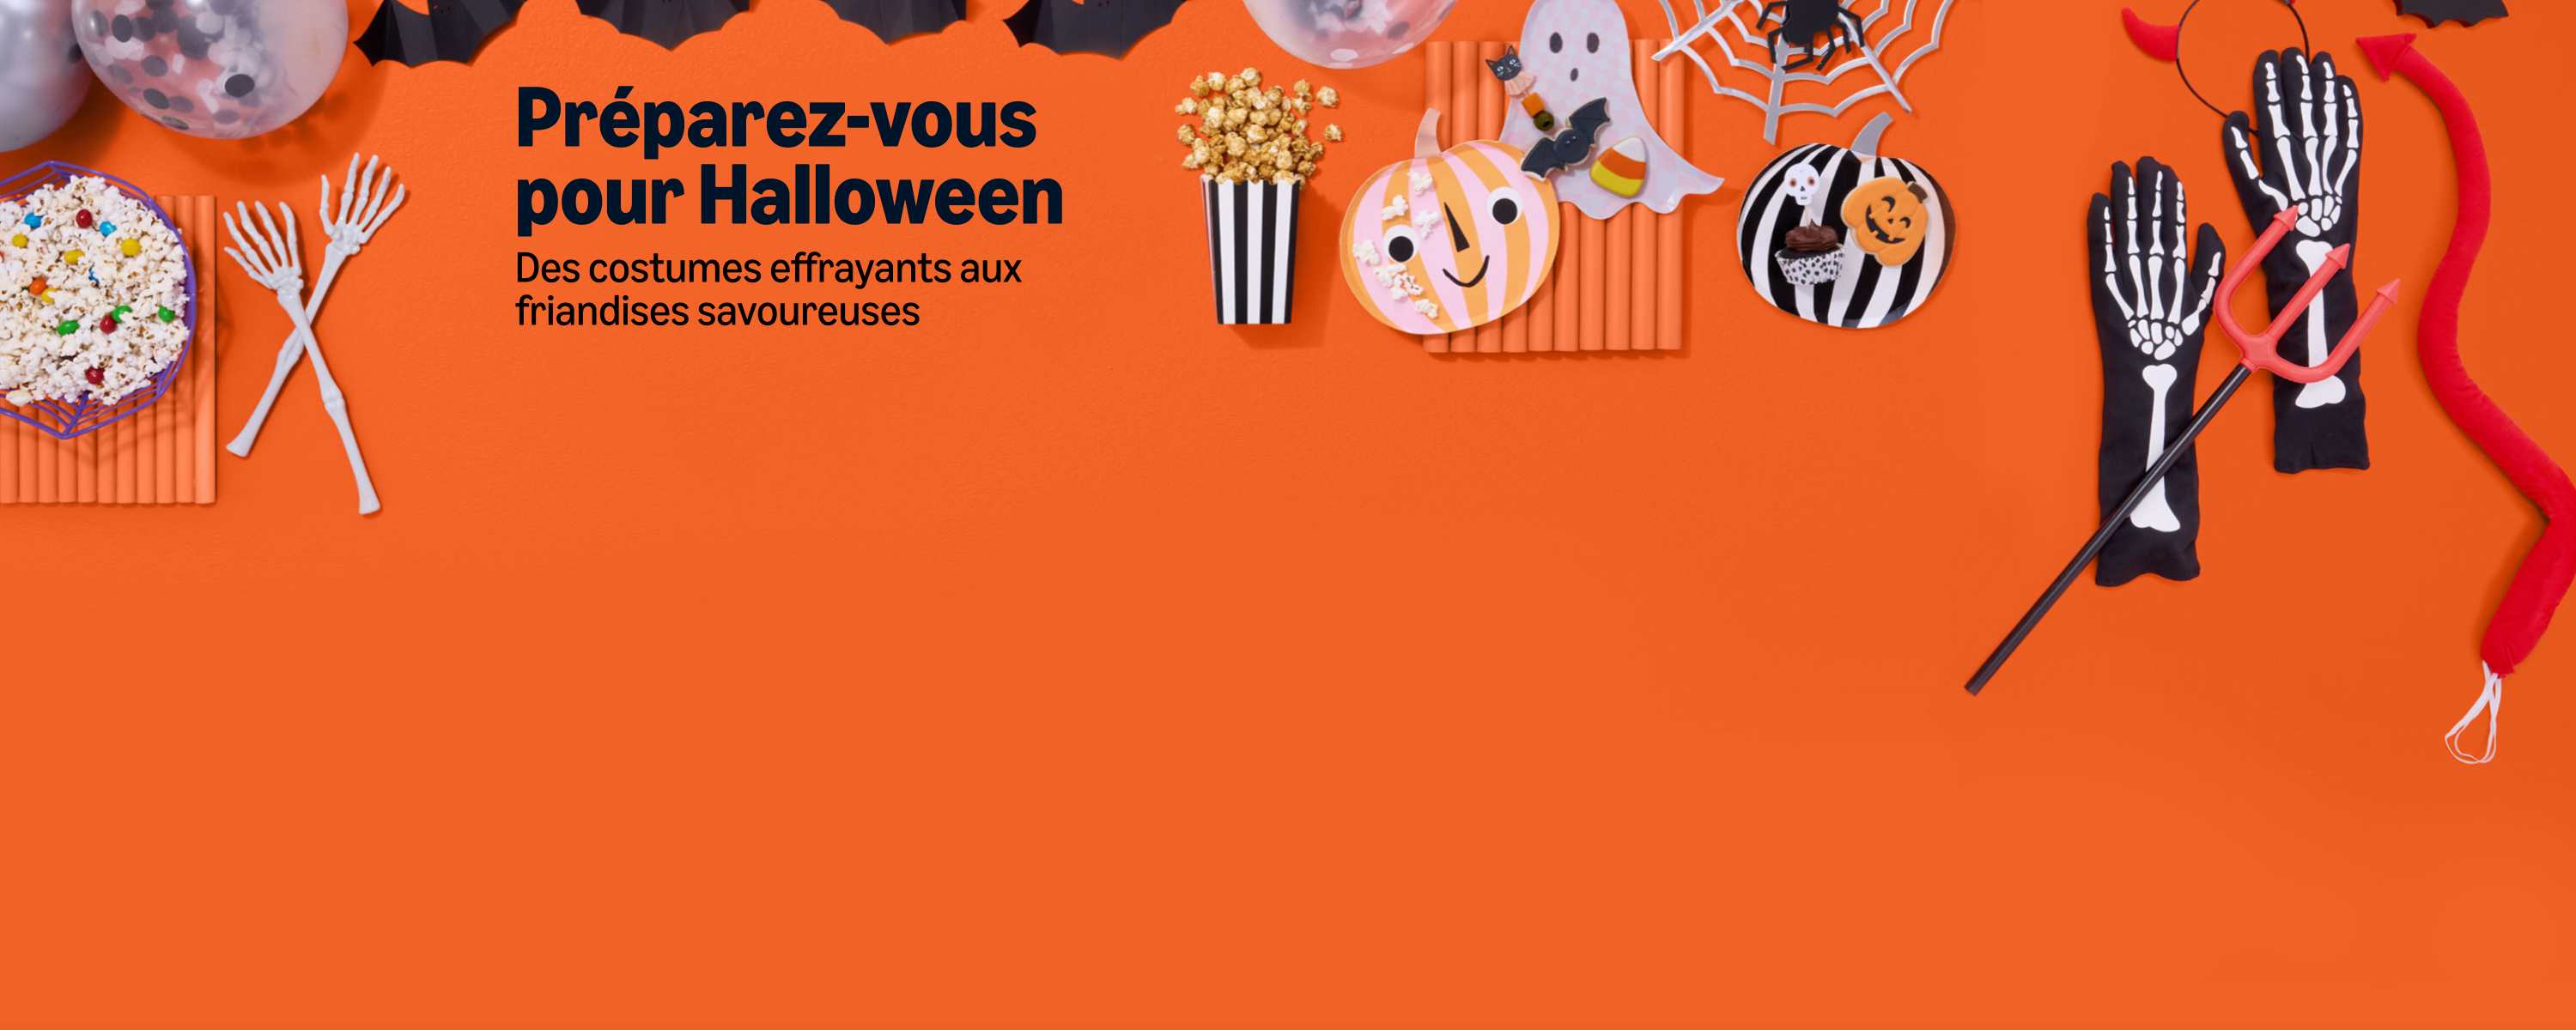 Préparez-vous
pour Halloween
Des costumes effrayants aux
friandises savoureuses